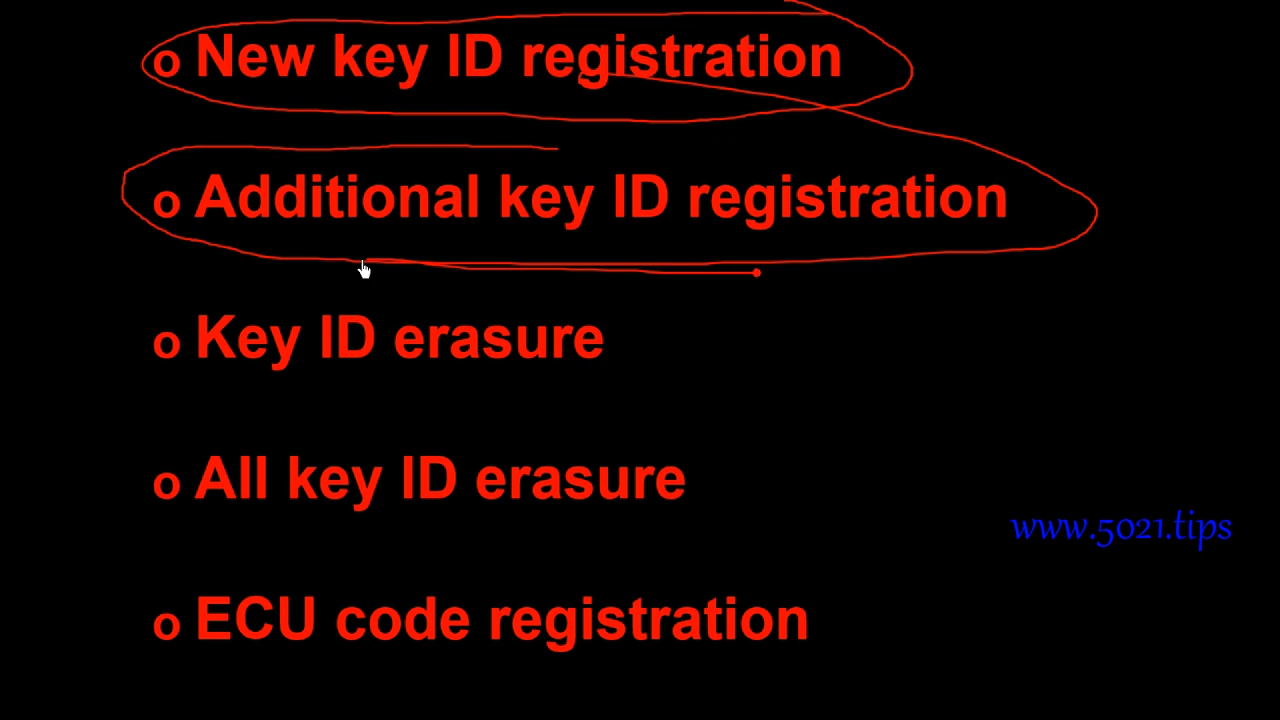 o New key ID registration
o Additional key ID registration
o Key ID erasure
o All key ID erasure
www.5021.tips
o ECU code registration